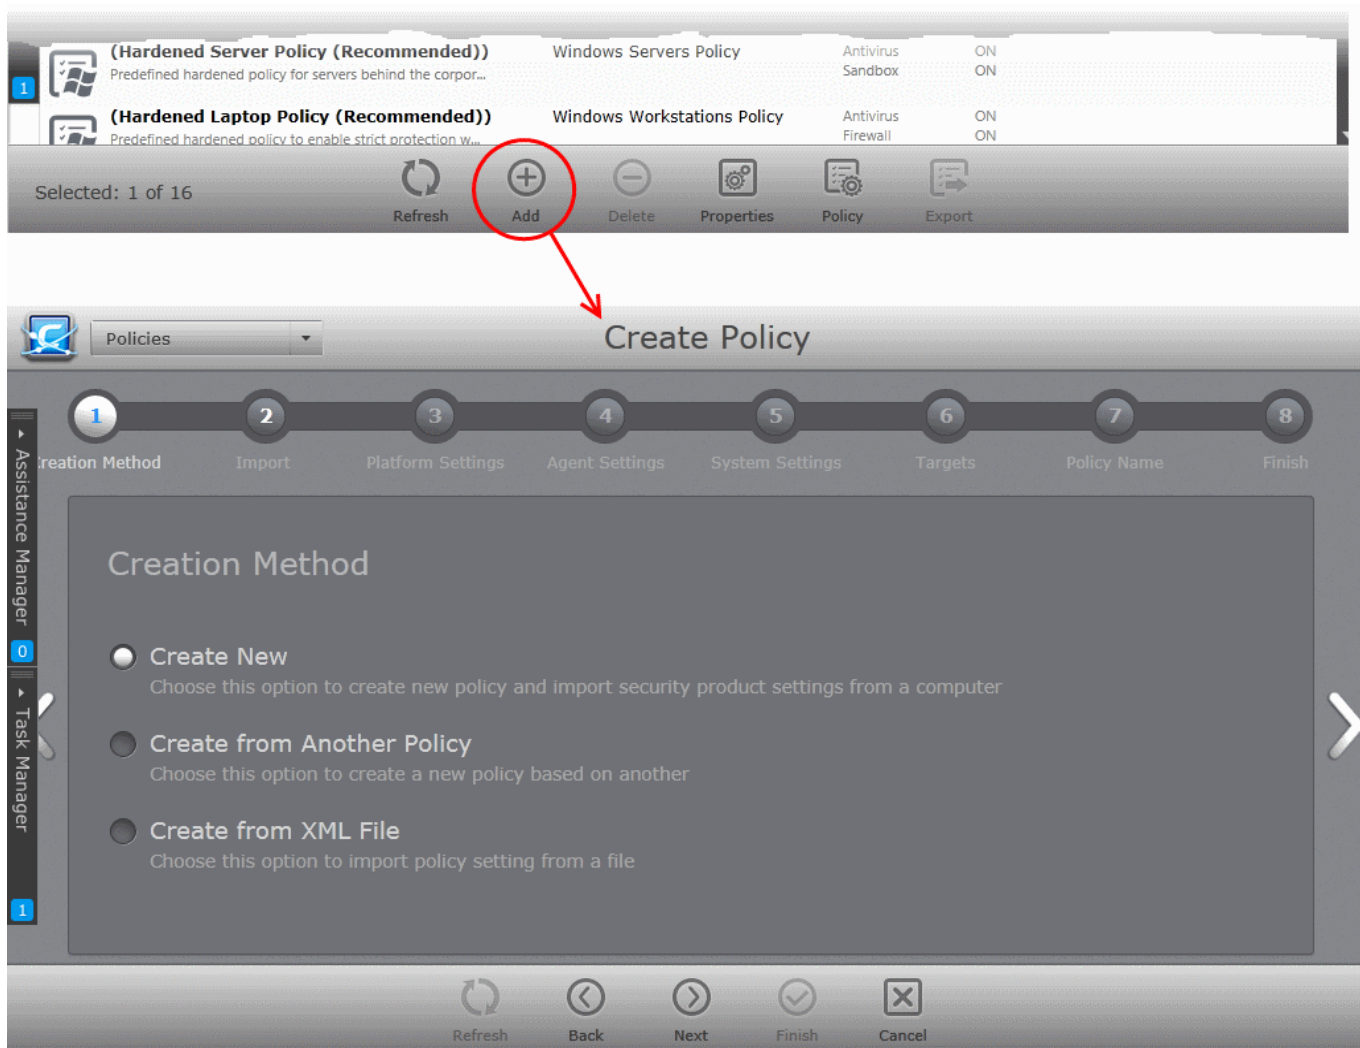 (Hardened Server Policy (Recommended)) Windows Servers Policy Antivirus ON
Predefined hardened policy for servers behind the corpor... Sandbox ON
1
(Hardened Laptop Policy (Recommended)) Windows Workstations Policy Antivirus ON
Predefined hardened policy to enable strict protection w... Firewall ON
Selected: 1 of 16
Refresh Add Delete Properties Policy Export
Policies
Create Policy
1 2 3 4 5 6 7 8
reation Method Import Platform Settings Agent Settings System Settings Targets Policy Name Finish
Assistance Manager
0
Task Manager
1
Creation Method
Create New
Choose this option to create new policy and import security product settings from a computer
Create from Another Policy
Choose this option to create a new policy based on another
Create from XML File
Choose this option to import policy setting from a file
Refresh Back Next Finish Cancel